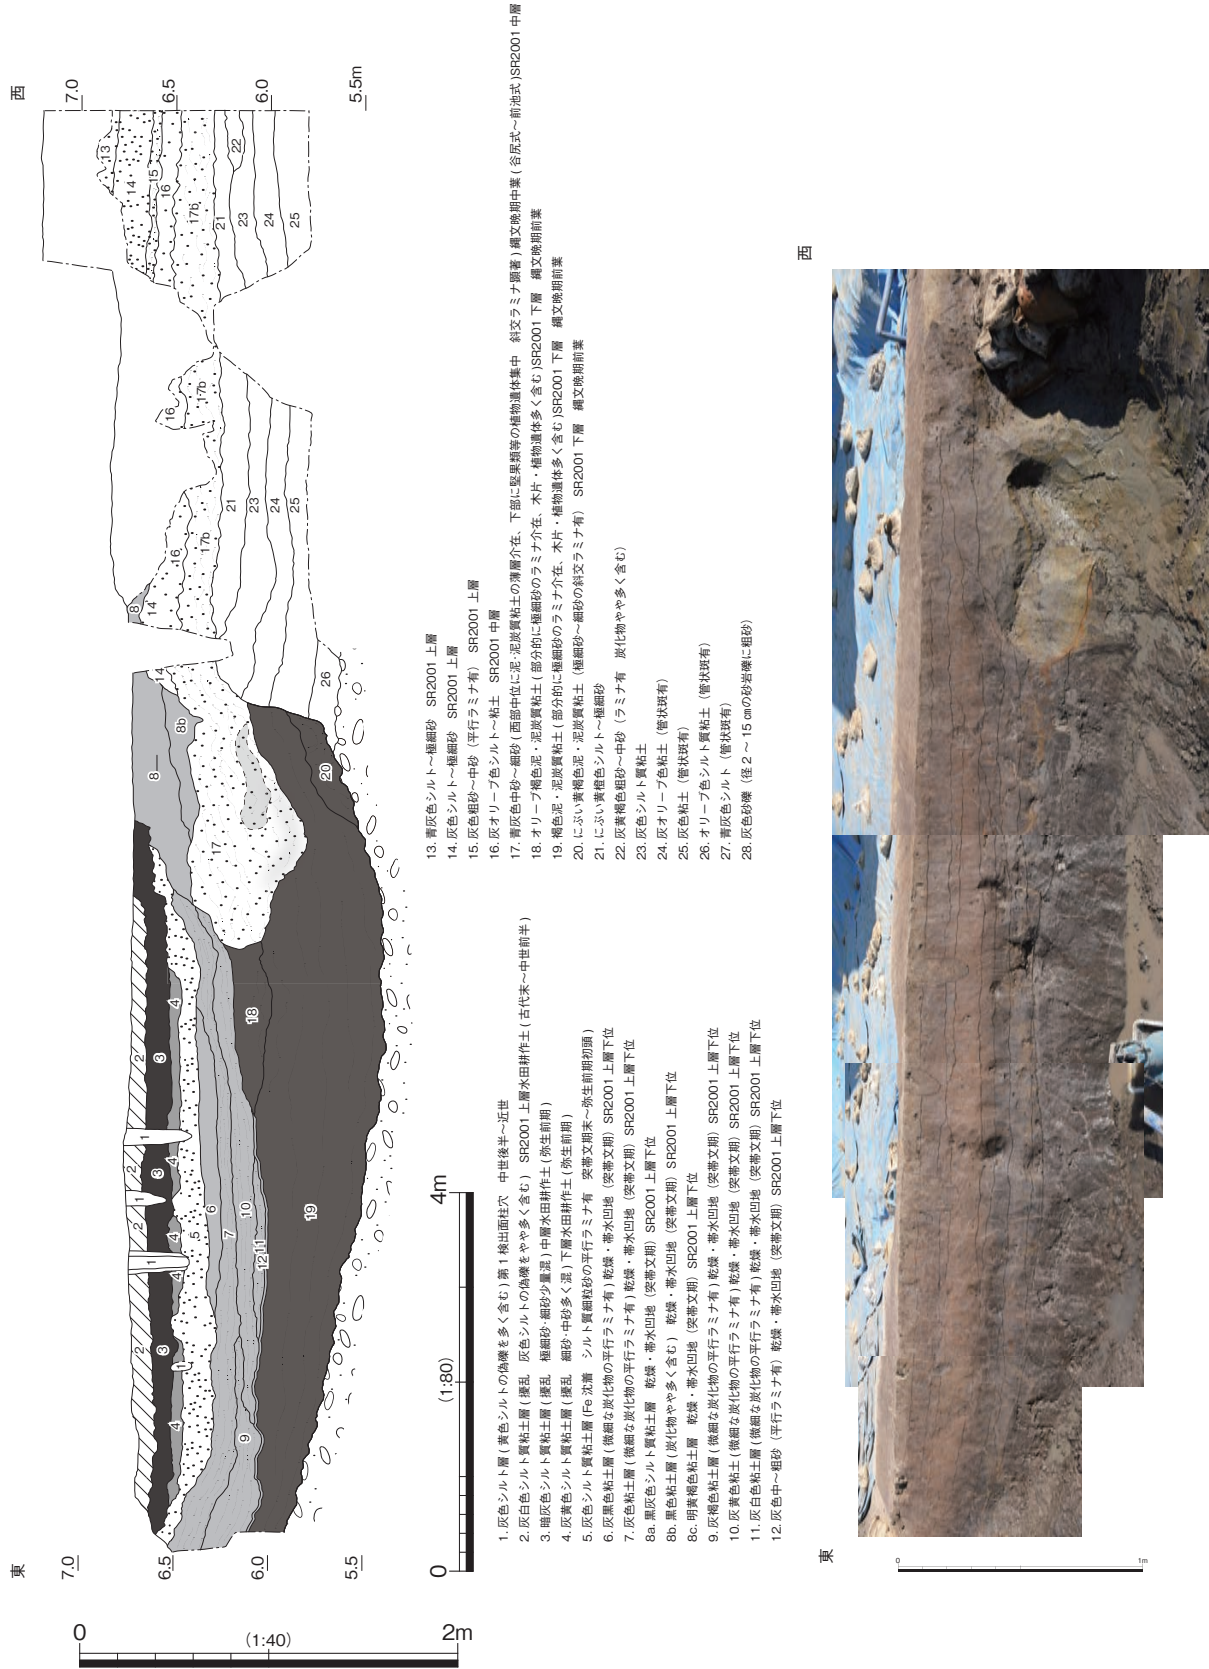 東
西
7.0
6.5
6.0
5.5
7.0
6.5
6.0
5.5m
0
(1:40)
2m
0
(1:80)
4m
1. 灰色シルト層 ( 黄色シルトの偽礫を多く含む ) 第 1 検出面柱穴　中世後半～近世
2. 灰白色シルト質粘土層 ( 擾乱　灰色シルトの偽礫をやや多く含む )　SR2001 上層水田耕作土 ( 古代末～中世前半 )
3. 暗灰色シルト質粘土層 ( 擾乱　極細砂･細砂少量混 ) 中層水田耕作土 ( 弥生前期 )
4. 灰黄色シルト質粘土層 ( 擾乱　細砂･中砂多く混 ) 下層水田耕作土 ( 弥生前期 )
5. 灰色シルト質粘土層 (Fe 沈着　シルト質細粒砂の平行ラミナ有　突帯文期末～弥生前期初頭 )
6. 灰黒色粘土層 ( 微細な炭化物の平行ラミナ有 ) 乾燥・帯水凹地（突帯文期）SR2001 上層下位
7. 灰色粘土層 ( 微細な炭化物の平行ラミナ有 ) 乾燥・帯水凹地（突帯文期）SR2001 上層下位
8a. 黒灰色シルト質粘土層　乾燥・帯水凹地（突帯文期）SR2001 上層下位
8b. 黒色粘土層 ( 炭化物やや多く含む )　乾燥・帯水凹地（突帯文期）SR2001 上層下位
8c. 明黄褐色粘土層　乾燥・帯水凹地（突帯文期）SR2001 上層下位
9. 灰褐色粘土層 ( 微細な炭化物の平行ラミナ有 ) 乾燥・帯水凹地（突帯文期）SR2001 上層下位
10. 灰黄色粘土 ( 微細な炭化物の平行ラミナ有 ) 乾燥・帯水凹地（突帯文期）SR2001 上層下位
11. 灰白色粘土層 ( 微細な炭化物の平行ラミナ有 ) 乾燥・帯水凹地（突帯文期）SR2001 上層下位
12. 灰色中～粗砂（平行ラミナ有）乾燥・帯水凹地（突帯文期）SR2001 上層下位
13. 青灰色シルト～極細砂　SR2001 上層
14. 灰色シルト～極細砂　SR2001 上層
15. 灰色粗砂～中砂（平行ラミナ有）　SR2001 上層
16. 灰オリーブ色シルト～粘土　SR2001 中層
17. 青灰色中砂～細砂 ( 西部中位に泥･泥炭質粘土の薄層介在、下部に堅果類等の植物遺体集中　斜交ラミナ顕著 ) 縄文晩期中葉 ( 谷尻式～前池式 )SR2001 中層
18. オリーブ褐色泥・泥炭質粘土 ( 部分的に極細砂のラミナ介在、木片・植物遺体多く含む )SR2001 下層　縄文晩期前葉
19. 褐色泥・泥炭質粘土 ( 部分的に極細砂のラミナ介在、木片・植物遺体多く含む )SR2001 下層　縄文晩期前葉
20. にぶい黄褐色泥・泥炭質粘土（極細砂～細砂の斜交ラミナ有）　SR2001 下層　縄文晩期前葉
21. にぶい黄橙色シルト～極細砂
22. 灰黄褐色粗砂～中砂（ラミナ有　炭化物やや多く含む）
23. 灰色シルト質粘土
24. 灰オリーブ色粘土（管状斑有）
25. 灰色粘土（管状斑有）
26. オリーブ色シルト質粘土（管状斑有）
27. 青灰色シルト（管状斑有）
28. 灰色砂礫（径 2 ～ 15 ㎝の砂岩礫に粗砂）
東
西
0
1m